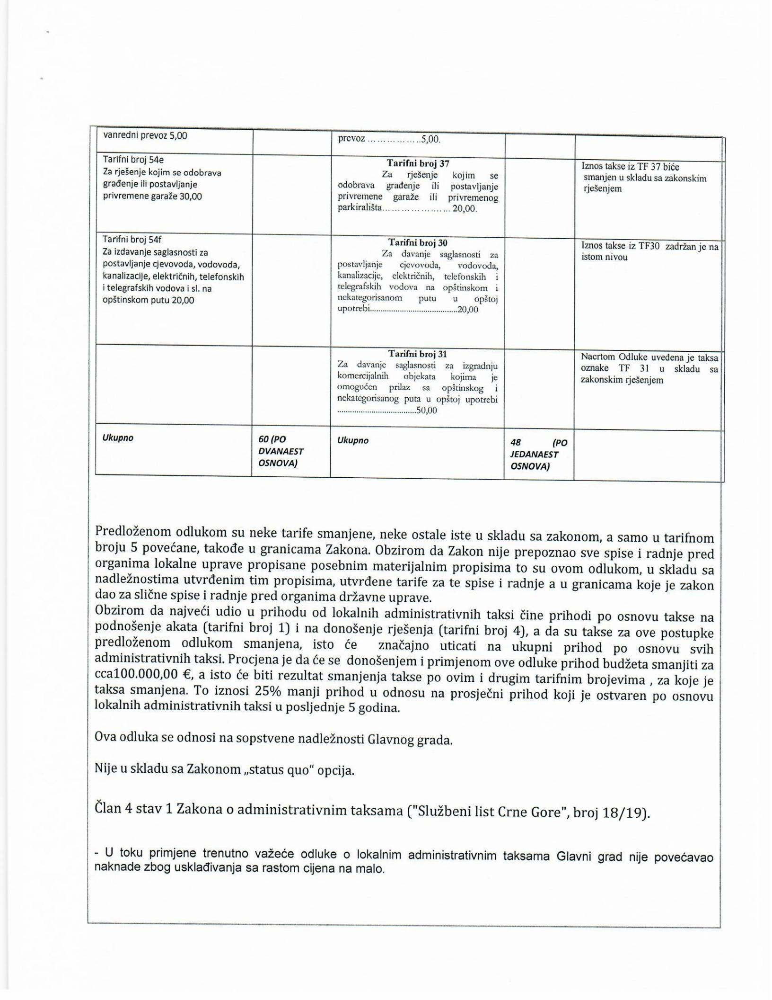 vanredni prevoz 5,00
prevoz ……………..5,00.
Tarifni broj 54e
Za rješenje kojim se odobrava
građenje ili postavljanje
privremene garaže 30,00
Tarifni broj 37
Za rješenje kojim se
odobrava građenje ili postavljanje
privremene garaže ili privremenog
parkirališta………………… 20,00.
Iznos takse iz TF 37 biće
smanjen u skladu sa zakonskim
rješenjem
Tarifni broj 54f
Za izdavanje saglasnosti za
postavljanje cjevovoda, vodovoda,
kanalizacije, električnih, telefonskih
i telegrafskih vodova i sl. na
opštinskom putu 20,00
Tarifni broj 30
Za davanje saglasnosti za
postavljanje cjevovoda, vodovoda,
kanalizacije, električnih, telefonskih i
telegrafskih vodova na opštinskom i
nekategorisanom putu u opštoj
upotrebi.........................................20,00
Iznos takse iz TF30 zadržan je na
istom nivou
Tarifni broj 31
Za davanje saglasnosti za izgradnju
komercijalnih objekata kojima je
omogućen prilaz sa opštinskog i
nekategorisanog puta u opštoj upotrebi
.....................................50,00
Nacrtom Odluke uvedena je taksa
oznake TF 31 u skladu sa
zakonskim rješenjem
Ukupno
60 (PO
DVANAEST
OSNOVA)
Ukupno
48 (PO
JEDANAEST
OSNOVA)
Predloženom odlukom su neke tarife smanjene, neke ostale iste u skladu sa zakonom, a samo u tarifnom
broju 5 povećane, takođe u granicama Zakona. Obzirom da Zakon nije prepoznao sve spise i radnje pred
organima lokalne uprave propisane posebnim materijalnim propisima to su ovom odlukom, u skladu sa
nadležnostima utvrđenim tim propisima, utvrđene tarife za te spise i radnje a u granicama koje je zakon
dao za slične spise i radnje pred organima državne uprave.
Obzirom da najveći udio u prihodu od lokalnih administrativnih taksi čine prihodi po osnovu takse na
podnošenje akata (tarifni broj 1) i na donošenje rješenja (tarifni broj 4), a da su takse za ove postupke
predloženom odlukom smanjena, isto će značajno uticati na ukupni prihod po osnovu svih
administrativnih taksi. Procjena je da će se donošenjem i primjenom ove odluke prihod budžeta smanjiti za
cca100.000,00 €, a isto će biti rezultat smanjenja takse po ovim i drugim tarifnim brojevima , za koje je
taksa smanjena. To iznosi 25% manji prihod u odnosu na prosječni prihod koji je ostvaren po osnovu
lokalnih administrativnih taksi u posljednje 5 godina.
Ova odluka se odnosi na sopstvene nadležnosti Glavnog grada.
Nije u skladu sa Zakonom „status quo“ opcija.
Član 4 stav 1 Zakona o administrativnim taksama ("Službeni list Crne Gore", broj 18/19).
- U toku primjene trenutno važeće odluke o lokalnim administrativnim taksama Glavni grad nije povećavao
naknade zbog usklađivanja sa rastom cijena na malo.